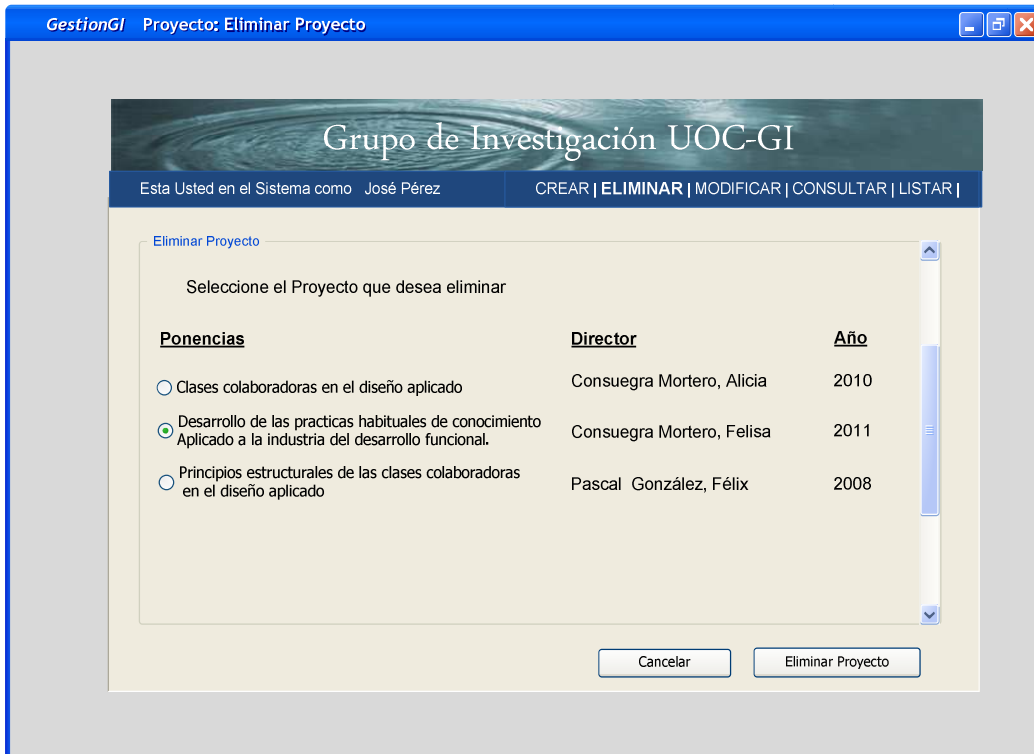 GestionGI Proyecto: Eliminar Proyecto
Grupo de Investigación UOC-GI
Esta Usted en el Sistema como José Pérez
CREAR | ELIMINAR | MODIFICAR | CONSULTAR | LISTAR |
Eliminar Proyecto
Seleccione el Proyecto que desea eliminar
Ponencias Director Año
Clases colaboradoras en el diseño aplicado Consuegra Mortero, Alicia 2010
Desarrollo de las practicas habituales de conocimiento
Aplicado a la industria del desarrollo funcional. Consuegra Mortero, Felisa 2011
Principios estructurales de las clases colaboradoras
en el diseño aplicado Pascal González, Félix 2008
Cancelar Eliminar Proyecto